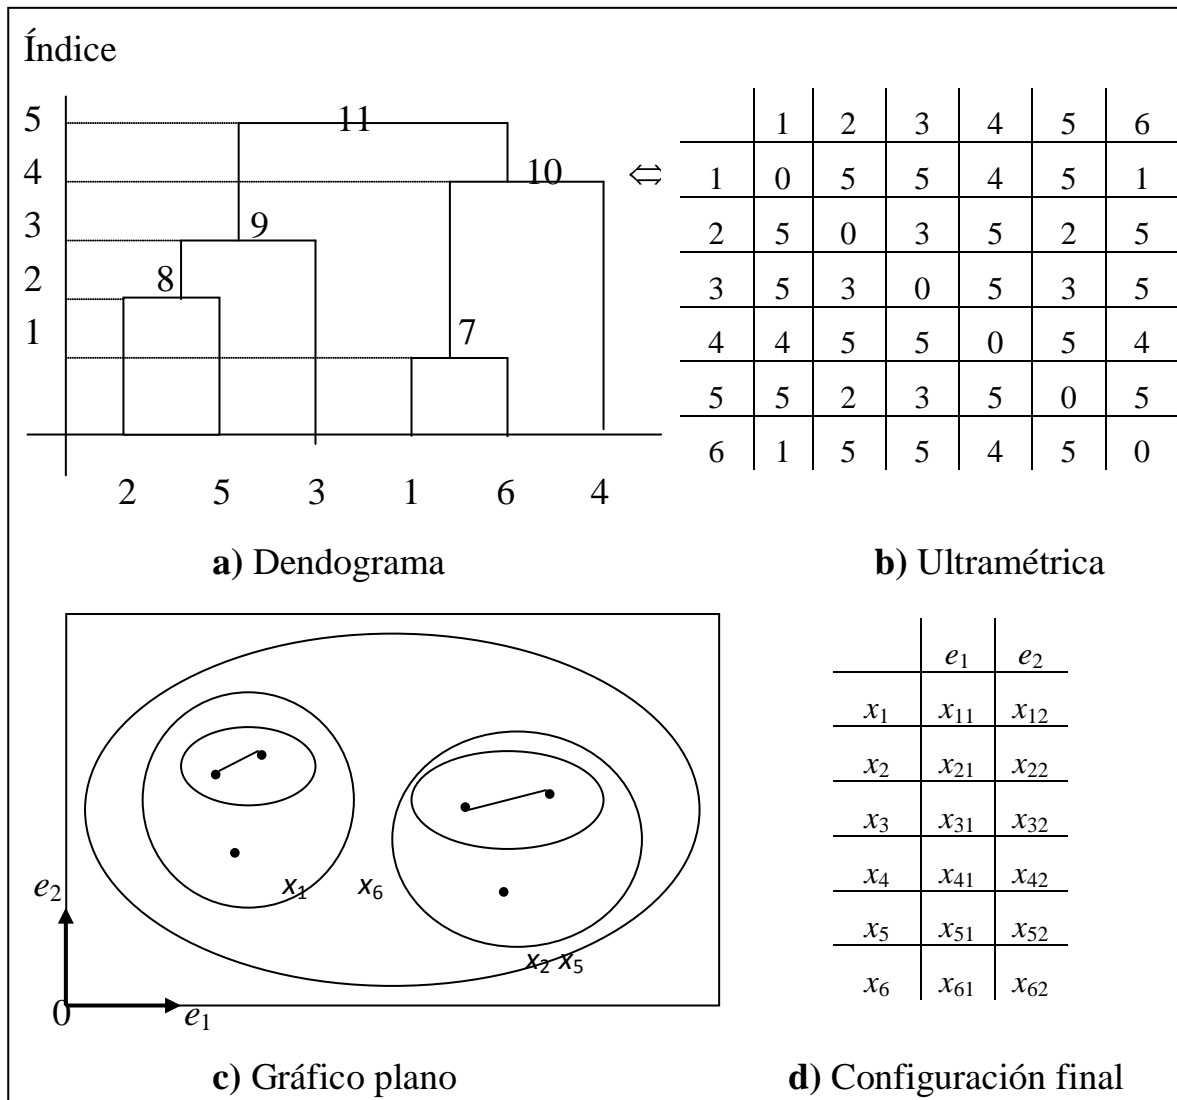 Índice
5 11
4 10
3 9
2 8
1 7
2 5 3 1 6 4
a) Dendograma
⇔
1 2 3 4 5 6
1 0 5 5 4 5 1
2 5 0 3 5 2 5
3 5 3 0 5 3 5
4 4 5 5 0 5 4
5 5 2 3 5 0 5
6 1 5 5 4 5 0
b) Ultramétrica
x1 x6
e2
x2 x5
0 e1
c) Gráfico plano
e1 e2
x1 x11 x12
x2 x21 x22
x3 x31 x32
x4 x41 x42
x5 x51 x52
x6 x61 x62
d) Configuración final